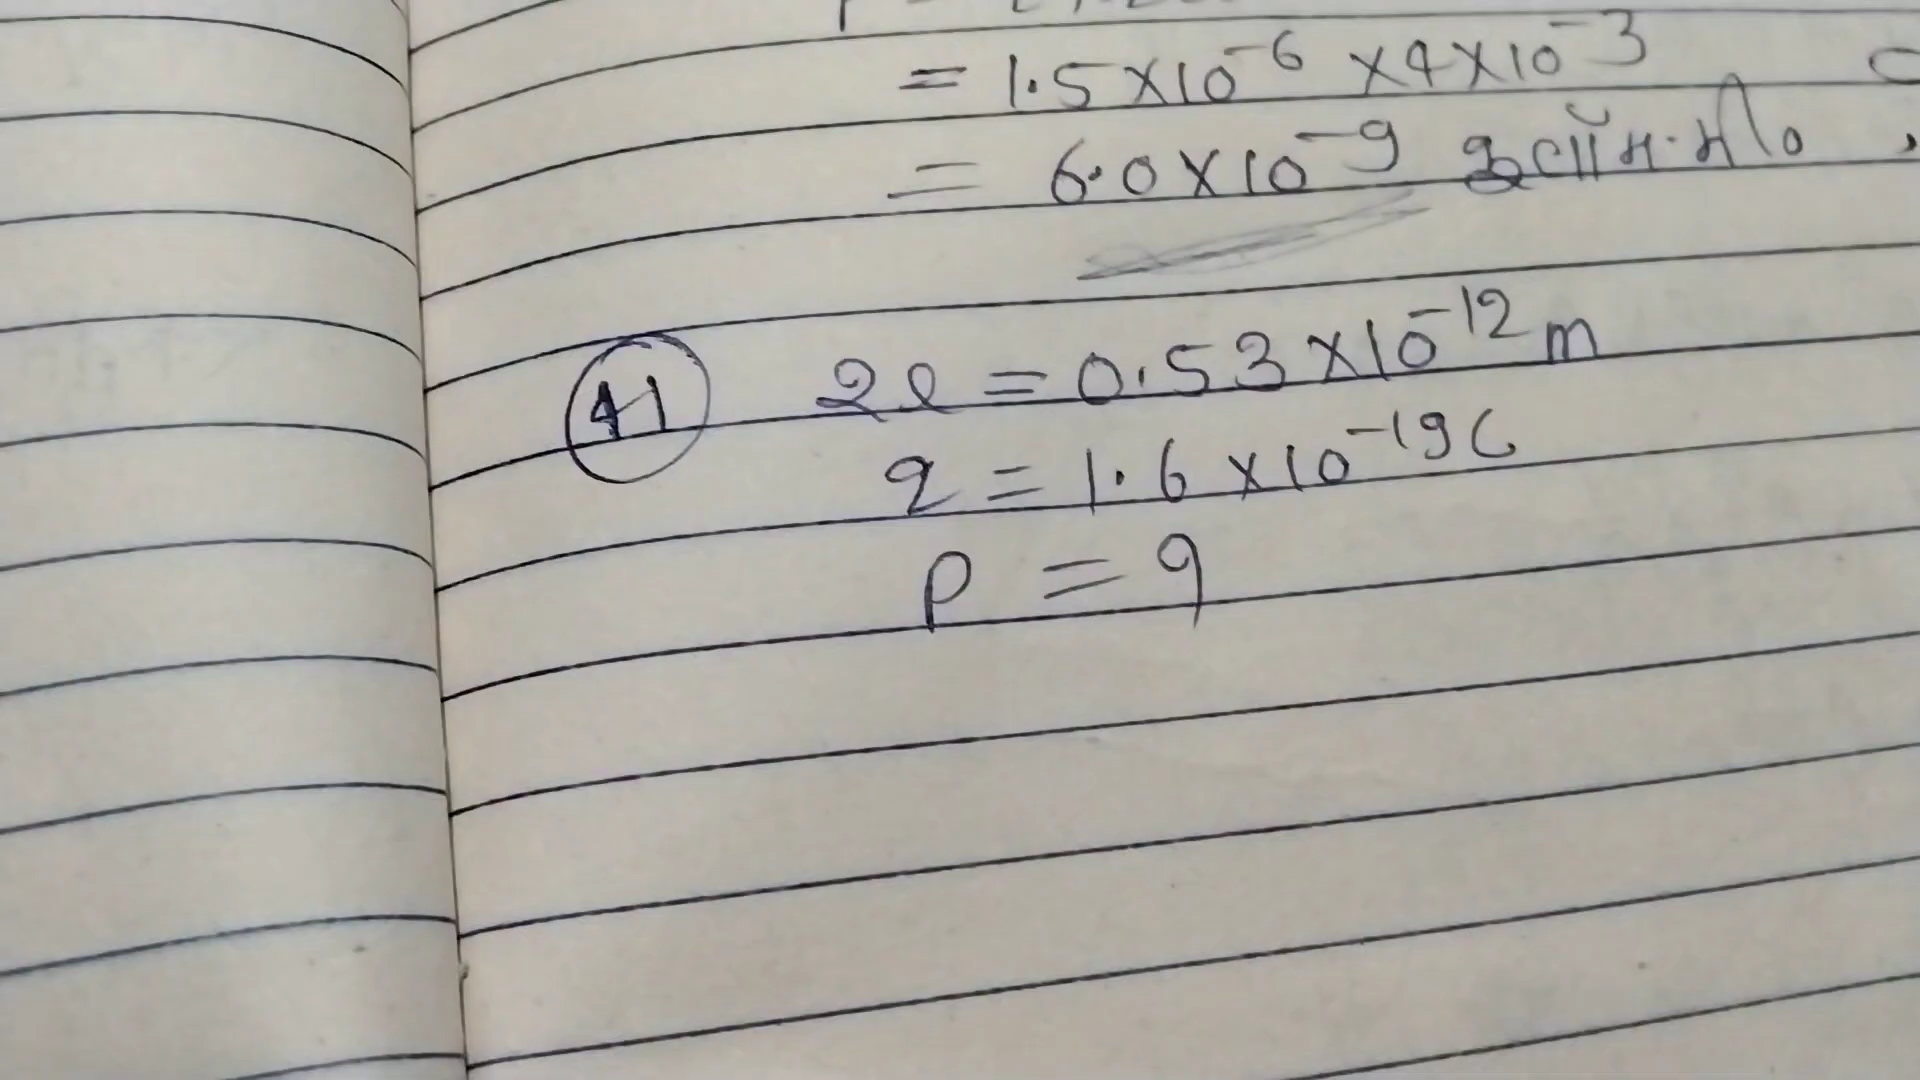 = 1.5×10⁻⁶ ×4×10⁻³
= 6.0×10⁻⁹
41 2l = 0.53×10⁻¹² m
q = 1.6×10⁻¹⁹ C
p = q